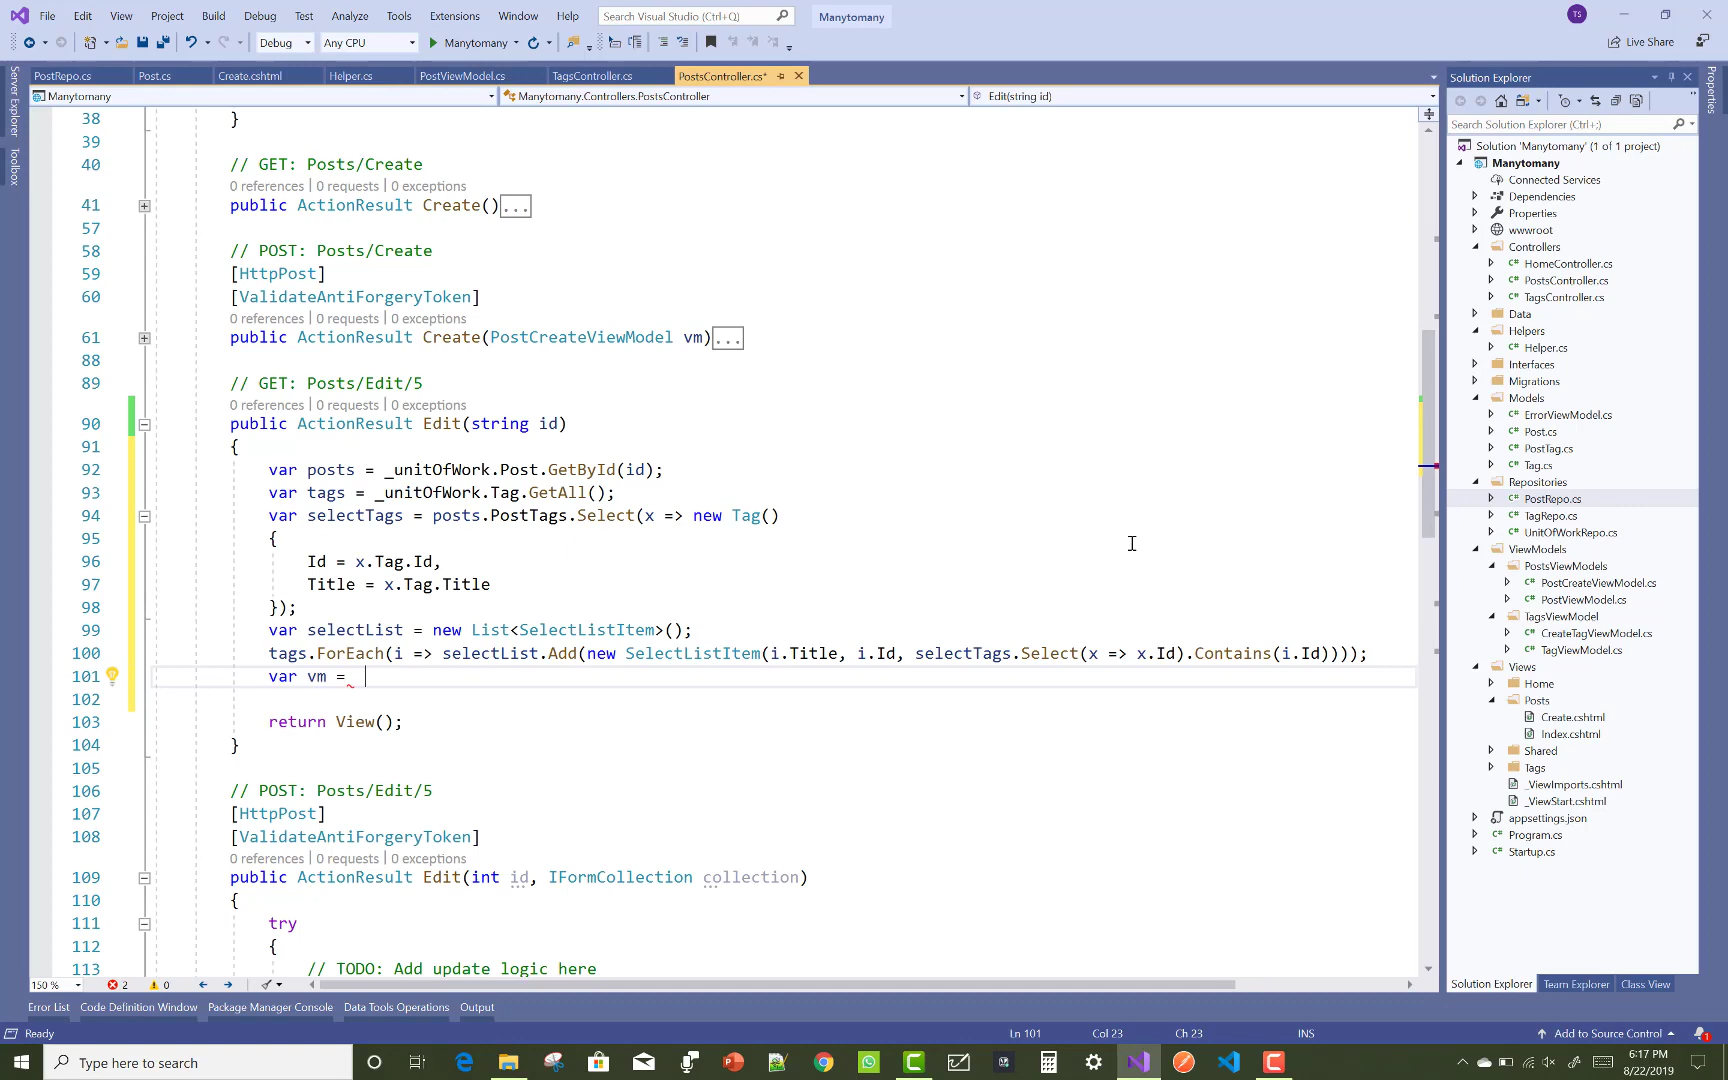 File Edit View Project Build Debug Test Analyze Tools Extensions Window Help Search Visual Studio (Ctrl+Q) Manytomany TS
Debug Any CPU Manytomany Live Share
PostRepo.cs Post.cs Create.cshtml Helper.cs PostViewModel.cs TagsController.cs PostsController.cs*
Manytomany Manytomany.Controllers.PostsController Edit(string id)
Server Explorer
Toolbox
Properties
38 }
39
40 // GET: Posts/Create
0 references | 0 requests | 0 exceptions
41 public ActionResult Create()...
57
58 // POST: Posts/Create
59 [HttpPost]
60 [ValidateAntiForgeryToken]
0 references | 0 requests | 0 exceptions
61 public ActionResult Create(PostCreateViewModel vm)...
88
89 // GET: Posts/Edit/5
0 references | 0 requests | 0 exceptions
90 public ActionResult Edit(string id)
91 {
92 var posts = _unitOfWork.Post.GetById(id);
93 var tags = _unitOfWork.Tag.GetAll();
94 var selectTags = posts.PostTags.Select(x => new Tag()
95 {
96 Id = x.Tag.Id,
97 Title = x.Tag.Title
98 });
99 var selectList = new List<SelectListItem>();
100 tags.ForEach(i => selectList.Add(new SelectListItem(i.Title, i.Id, selectTags.Select(x => x.Id).Contains(i.Id))));
101 var vm =
102
103 return View();
104 }
105
106 // POST: Posts/Edit/5
107 [HttpPost]
108 [ValidateAntiForgeryToken]
0 references | 0 requests | 0 exceptions
109 public ActionResult Edit(int id, IFormCollection collection)
110 {
111 try
112 {
113 // TODO: Add update logic here
150 % 2 0
Solution Explorer
Search Solution Explorer (Ctrl+;)
Solution 'Manytomany' (1 of 1 project)
Manytomany
Connected Services
Dependencies
Properties
wwwroot
Controllers
HomeController.cs
PostsController.cs
TagsController.cs
Data
Helpers
Helper.cs
Interfaces
Migrations
Models
ErrorViewModel.cs
Post.cs
PostTag.cs
Tag.cs
Repositories
PostRepo.cs
TagRepo.cs
UnitOfWorkRepo.cs
ViewModels
PostsViewModels
PostCreateViewModel.cs
PostViewModel.cs
TagsViewModel
CreateTagViewModel.cs
TagViewModel.cs
Views
Home
Posts
Create.cshtml
Index.cshtml
Shared
Tags
_ViewImports.cshtml
_ViewStart.cshtml
appsettings.json
Program.cs
Startup.cs
Solution Explorer Team Explorer Class View
Error List Code Definition Window Package Manager Console Data Tools Operations Output
Ready Ln 101 Col 23 Ch 23 INS Add to Source Control 1
Type here to search 6:17 PM
8/22/2019